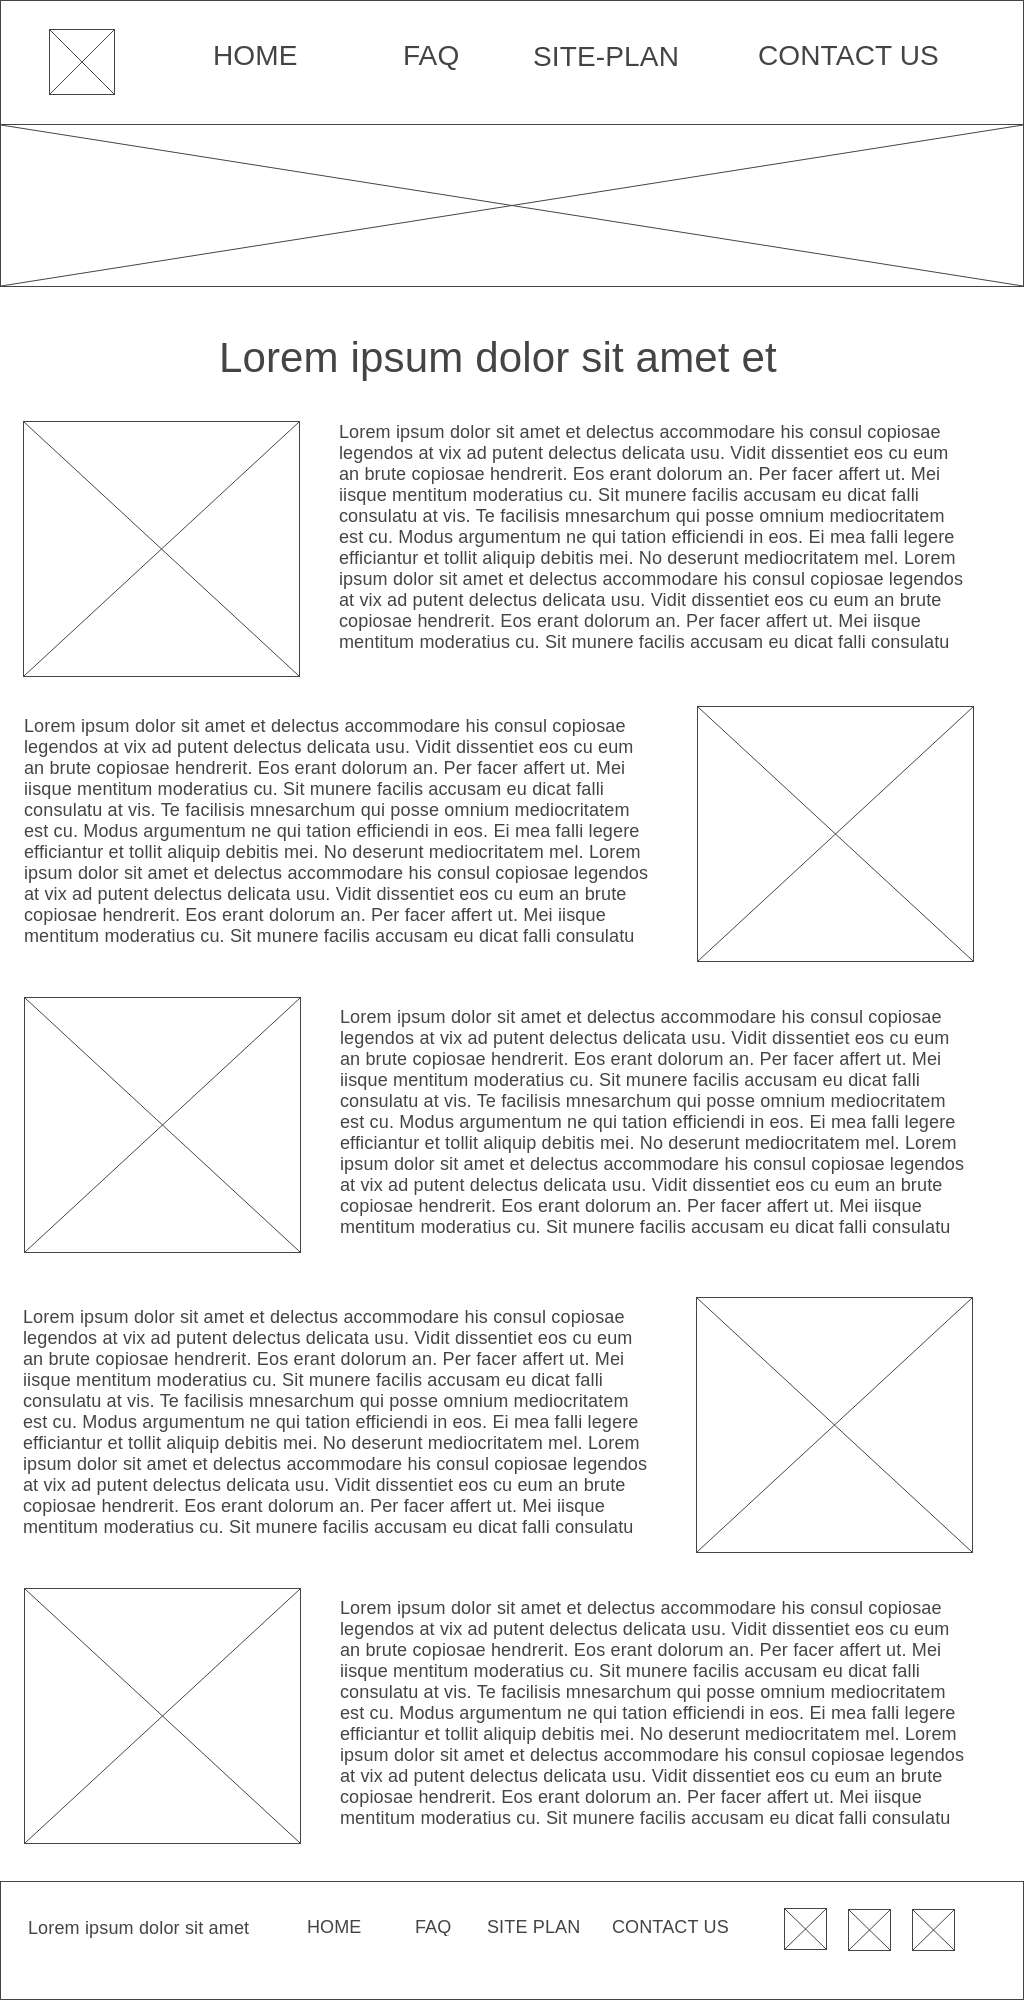 HOME FAQ SITE-PLAN CONTACT US
Lorem ipsum dolor sit amet et
Lorem ipsum dolor sit amet et delectus accommodare his consul copiosae
legendos at vix ad putent delectus delicata usu. Vidit dissentiet eos cu eum
an brute copiosae hendrerit. Eos erant dolorum an. Per facer affert ut. Mei
iisque mentitum moderatius cu. Sit munere facilis accusam eu dicat falli
consulatu at vis. Te facilisis mnesarchum qui posse omnium mediocritatem
est cu. Modus argumentum ne qui tation efficiendi in eos. Ei mea falli legere
efficiantur et tollit aliquip debitis mei. No deserunt mediocritatem mel. Lorem
ipsum dolor sit amet et delectus accommodare his consul copiosae legendos
at vix ad putent delectus delicata usu. Vidit dissentiet eos cu eum an brute
copiosae hendrerit. Eos erant dolorum an. Per facer affert ut. Mei iisque
mentitum moderatius cu. Sit munere facilis accusam eu dicat falli consulatu
Lorem ipsum dolor sit amet et delectus accommodare his consul copiosae
legendos at vix ad putent delectus delicata usu. Vidit dissentiet eos cu eum
an brute copiosae hendrerit. Eos erant dolorum an. Per facer affert ut. Mei
iisque mentitum moderatius cu. Sit munere facilis accusam eu dicat falli
consulatu at vis. Te facilisis mnesarchum qui posse omnium mediocritatem
est cu. Modus argumentum ne qui tation efficiendi in eos. Ei mea falli legere
efficiantur et tollit aliquip debitis mei. No deserunt mediocritatem mel. Lorem
ipsum dolor sit amet et delectus accommodare his consul copiosae legendos
at vix ad putent delectus delicata usu. Vidit dissentiet eos cu eum an brute
copiosae hendrerit. Eos erant dolorum an. Per facer affert ut. Mei iisque
mentitum moderatius cu. Sit munere facilis accusam eu dicat falli consulatu
Lorem ipsum dolor sit amet et delectus accommodare his consul copiosae
legendos at vix ad putent delectus delicata usu. Vidit dissentiet eos cu eum
an brute copiosae hendrerit. Eos erant dolorum an. Per facer affert ut. Mei
iisque mentitum moderatius cu. Sit munere facilis accusam eu dicat falli
consulatu at vis. Te facilisis mnesarchum qui posse omnium mediocritatem
est cu. Modus argumentum ne qui tation efficiendi in eos. Ei mea falli legere
efficiantur et tollit aliquip debitis mei. No deserunt mediocritatem mel. Lorem
ipsum dolor sit amet et delectus accommodare his consul copiosae legendos
at vix ad putent delectus delicata usu. Vidit dissentiet eos cu eum an brute
copiosae hendrerit. Eos erant dolorum an. Per facer affert ut. Mei iisque
mentitum moderatius cu. Sit munere facilis accusam eu dicat falli consulatu
Lorem ipsum dolor sit amet et delectus accommodare his consul copiosae
legendos at vix ad putent delectus delicata usu. Vidit dissentiet eos cu eum
an brute copiosae hendrerit. Eos erant dolorum an. Per facer affert ut. Mei
iisque mentitum moderatius cu. Sit munere facilis accusam eu dicat falli
consulatu at vis. Te facilisis mnesarchum qui posse omnium mediocritatem
est cu. Modus argumentum ne qui tation efficiendi in eos. Ei mea falli legere
efficiantur et tollit aliquip debitis mei. No deserunt mediocritatem mel. Lorem
ipsum dolor sit amet et delectus accommodare his consul copiosae legendos
at vix ad putent delectus delicata usu. Vidit dissentiet eos cu eum an brute
copiosae hendrerit. Eos erant dolorum an. Per facer affert ut. Mei iisque
mentitum moderatius cu. Sit munere facilis accusam eu dicat falli consulatu
Lorem ipsum dolor sit amet et delectus accommodare his consul copiosae
legendos at vix ad putent delectus delicata usu. Vidit dissentiet eos cu eum
an brute copiosae hendrerit. Eos erant dolorum an. Per facer affert ut. Mei
iisque mentitum moderatius cu. Sit munere facilis accusam eu dicat falli
consulatu at vis. Te facilisis mnesarchum qui posse omnium mediocritatem
est cu. Modus argumentum ne qui tation efficiendi in eos. Ei mea falli legere
efficiantur et tollit aliquip debitis mei. No deserunt mediocritatem mel. Lorem
ipsum dolor sit amet et delectus accommodare his consul copiosae legendos
at vix ad putent delectus delicata usu. Vidit dissentiet eos cu eum an brute
copiosae hendrerit. Eos erant dolorum an. Per facer affert ut. Mei iisque
mentitum moderatius cu. Sit munere facilis accusam eu dicat falli consulatu
Lorem ipsum dolor sit amet HOME FAQ SITE PLAN CONTACT US